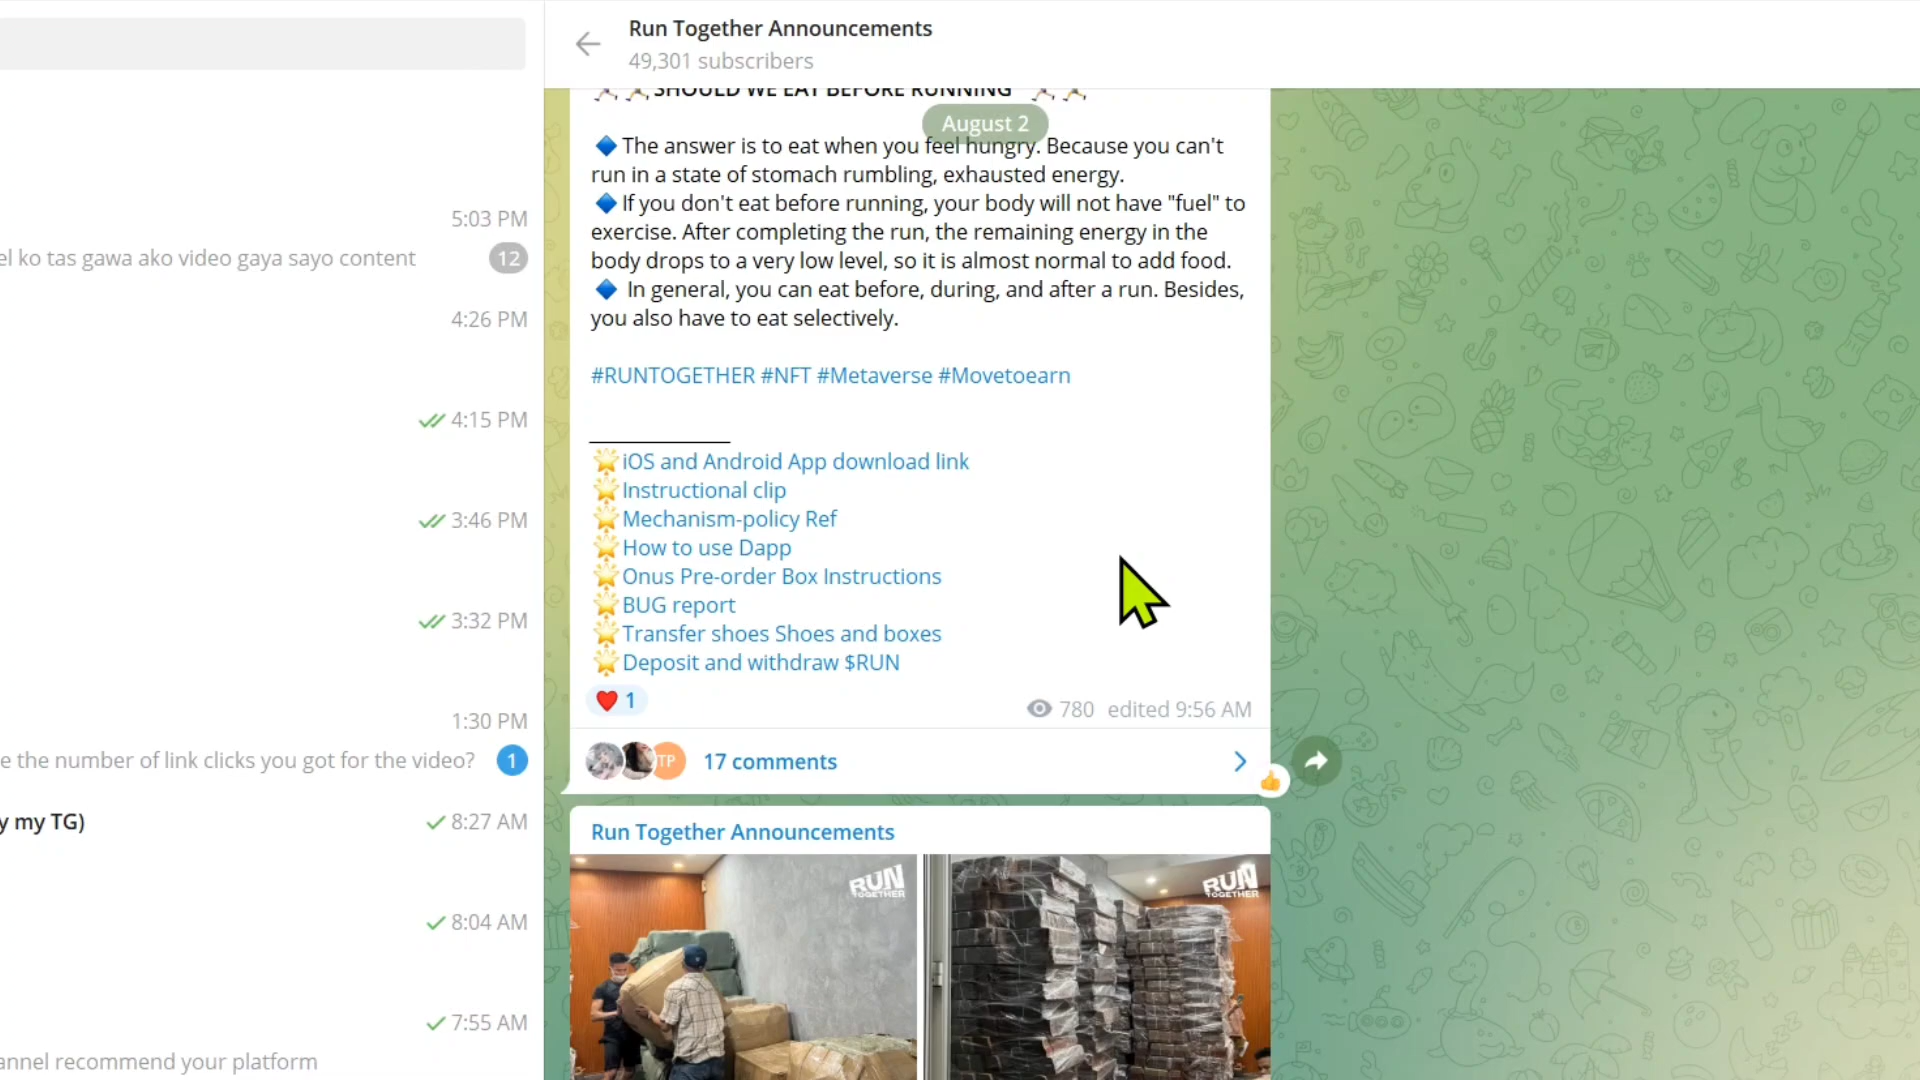 Run Together Announcements
49,301 subscribers
SHOULD WE EAT BEFORE RUNNING
August 2
The answer is to eat when you feel hungry. Because you can't
run in a state of stomach rumbling, exhausted energy.
If you don't eat before running, your body will not have "fuel" to
exercise. After completing the run, the remaining energy in the
body drops to a very low level, so it is almost normal to add food.
In general, you can eat before, during, and after a run. Besides,
you also have to eat selectively.
#RUNTOGETHER #NFT #Metaverse #Movetoearn
iOS and Android App download link
Instructional clip
Mechanism-policy Ref
How to use Dapp
Onus Pre-order Box Instructions
BUG report
Transfer shoes Shoes and boxes
Deposit and withdraw $RUN
1
780 edited 9:56 AM
TP
17 comments
Run Together Announcements
RUN
TOGETHER
RUN
TOGETHER
5:03 PM
el ko tas gawa ako video gaya sayo content 12
4:26 PM
4:15 PM
3:46 PM
3:32 PM
1:30 PM
e the number of link clicks you got for the video? 1
y my TG) 8:27 AM
8:04 AM
7:55 AM
annel recommend your platform